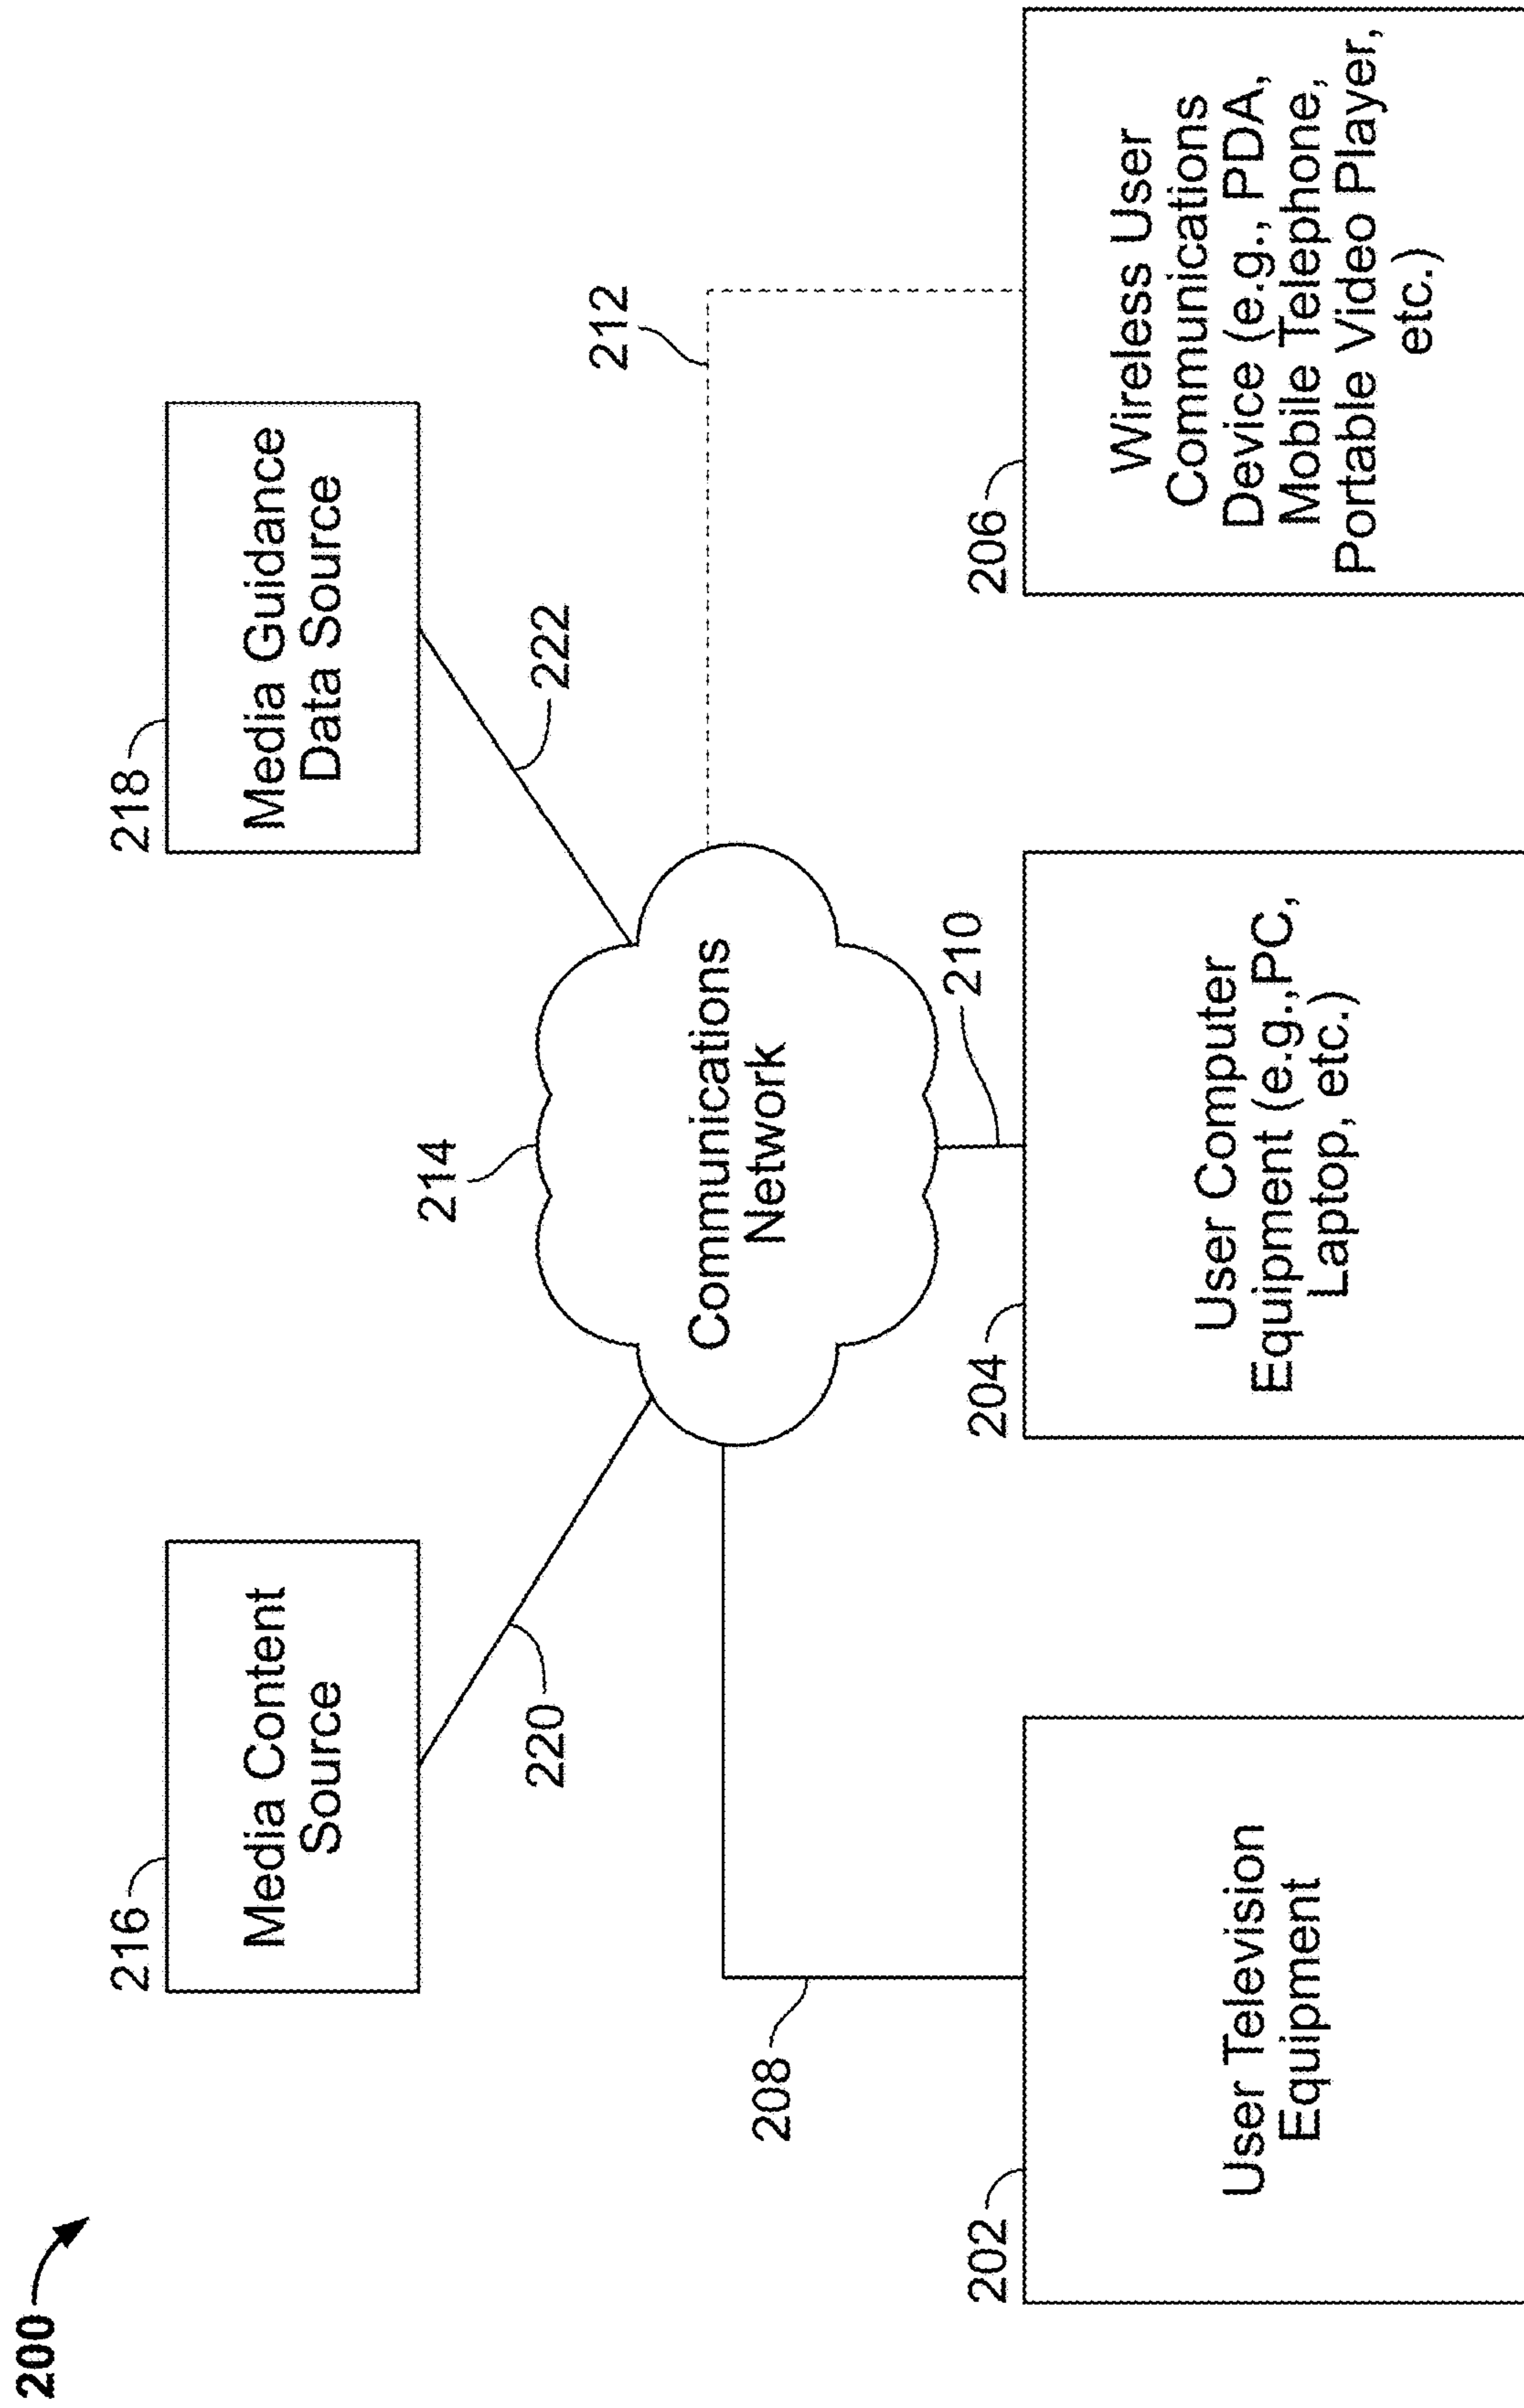 200
216
Media Content
Source
218
Media Guidance
Data Source
220
222
214
Communications
Network
212
208
210
202
User Television
Equipment
204
User Computer
Equipment (e.g.,PC,
Laptop, etc.)
206
Wireless User
Communications
Device (e.g., PDA,
Mobile Telephone,
Portable Video Player,
etc.)